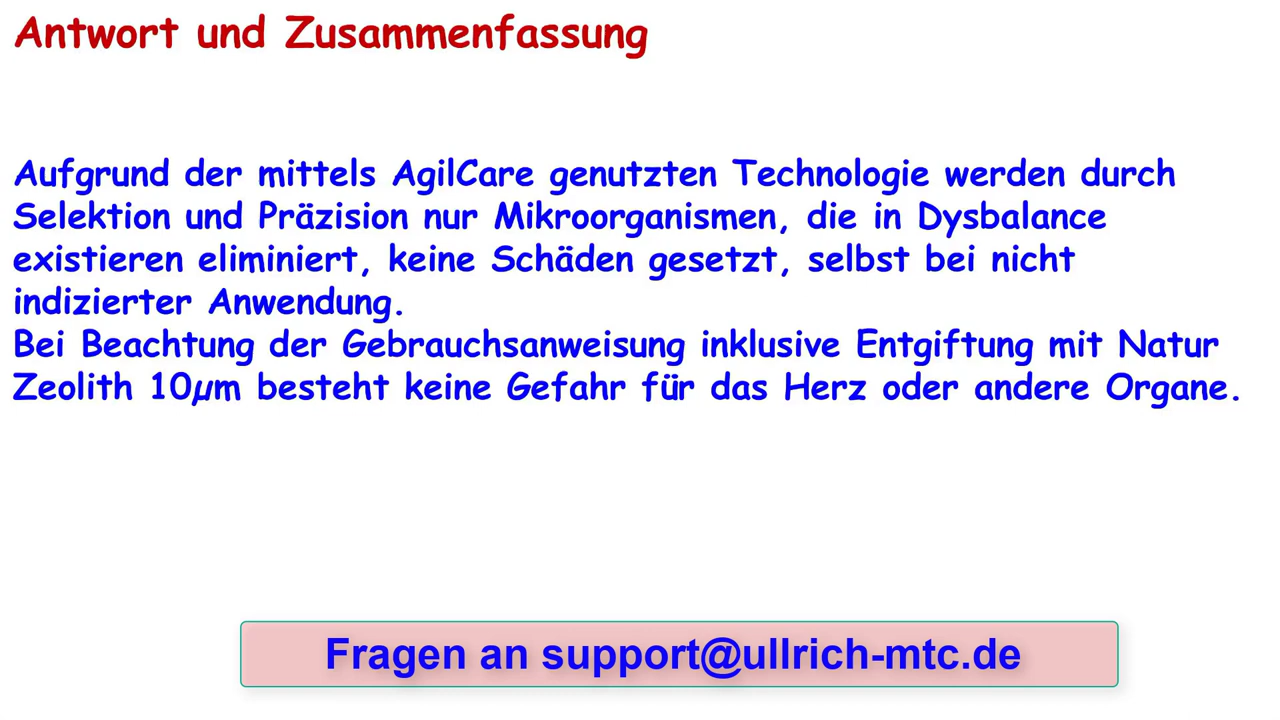 Antwort und Zusammenfassung
Aufgrund der mittels AgilCare genutzten Technologie werden durch
Selektion und Präzision nur Mikroorganismen, die in Dysbalance
existieren eliminiert, keine Schäden gesetzt, selbst bei nicht
indizierter Anwendung.
Bei Beachtung der Gebrauchsanweisung inklusive Entgiftung mit Natur
Zeolith 10µm besteht keine Gefahr für das Herz oder andere Organe.
Fragen an support@ullrich-mtc.de